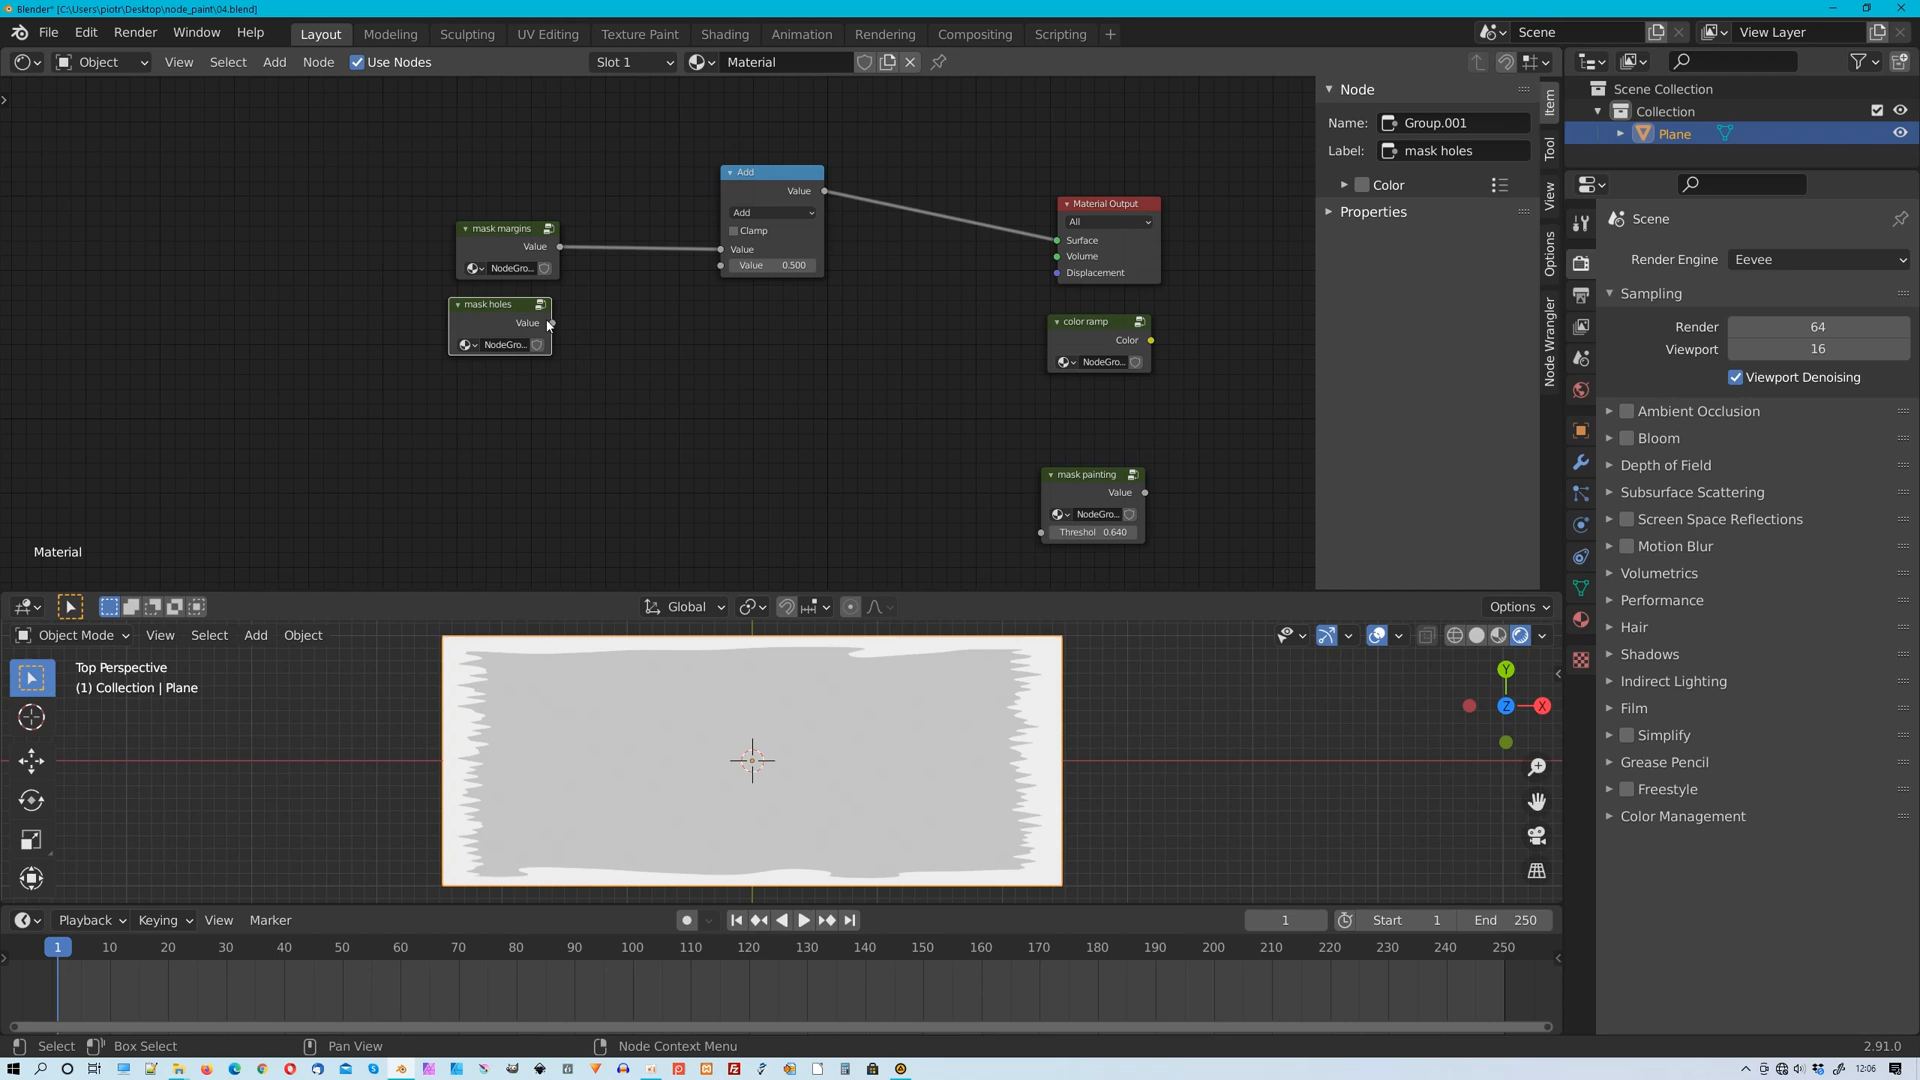 Blender* [C:\Users\piotr\Desktop\node_paint\04.blend]
File Edit Render Window Help Layout Modeling Sculpting UV Editing Texture Paint Shading Animation Rendering Compositing Scripting + Scene View Layer
Object View Select Add Node Use Nodes Slot 1 Material
Node
Name: Group.001
Label: mask holes
Color
Properties
Item
Tool
View
Options
Node Wrangler
Scene Collection
Collection
Plane
Scene
Render Engine Eevee
Sampling
Render 64
Viewport 16
Viewport Denoising
Ambient Occlusion
Bloom
Depth of Field
Subsurface Scattering
Screen Space Reflections
Motion Blur
Volumetrics
Performance
Hair
Shadows
Indirect Lighting
Film
Simplify
Grease Pencil
Freestyle
Color Management
Add
Value
Add
Clamp
Value
Value 0.500
mask margins
Value
NodeGro...
mask holes
Value
NodeGro...
Material Output
All
Surface
Volume
Displacement
color ramp
Color
NodeGro...
mask painting
Value
NodeGro...
Threshol 0.640
Material
Global Options
Object Mode View Select Add Object
Top Perspective
(1) Collection | Plane
Y
Z X
Playback Keying View Marker 1 Start 1 End 250
1 10 20 30 40 50 60 70 80 90 100 110 120 130 140 150 160 170 180 190 200 210 220 230 240 250
Select Box Select Pan View Node Context Menu 2.91.0
12:06